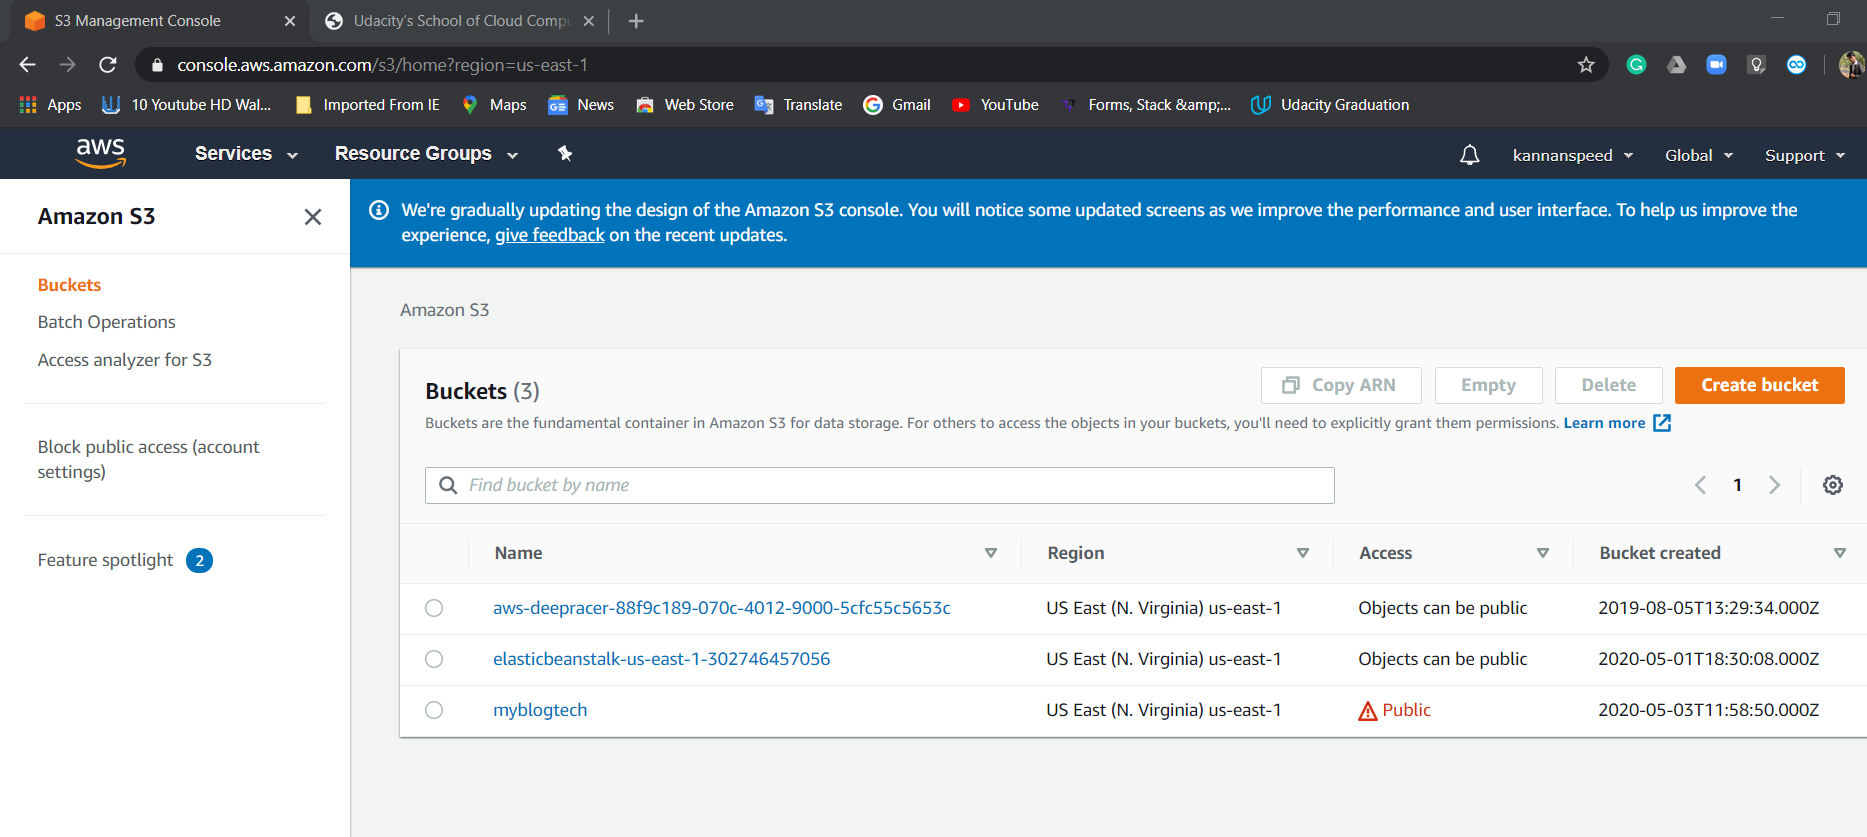 S3 Management Console
Udacity's School of Cloud Compu
console.aws.amazon.com/s3/home?region=us-east-1
Apps 10 Youtube HD Wal... Imported From IE Maps News Web Store Translate Gmail YouTube Forms, Stack &amp;... Udacity Graduation
aws Services Resource Groups kannanspeed Global Support
Amazon S3
Buckets
Batch Operations
Access analyzer for S3
Block public access (account
settings)
Feature spotlight 2
We're gradually updating the design of the Amazon S3 console. You will notice some updated screens as we improve the performance and user interface. To help us improve the
experience, give feedback on the recent updates.
Amazon S3
Buckets (3)
Copy ARN Empty Delete Create bucket
Buckets are the fundamental container in Amazon S3 for data storage. For others to access the objects in your buckets, you'll need to explicitly grant them permissions. Learn more
Find bucket by name
1
Name Region Access Bucket created
aws-deepracer-88f9c189-070c-4012-9000-5cfc55c5653c US East (N. Virginia) us-east-1 Objects can be public 2019-08-05T13:29:34.000Z
elasticbeanstalk-us-east-1-302746457056 US East (N. Virginia) us-east-1 Objects can be public 2020-05-01T18:30:08.000Z
myblogtech US East (N. Virginia) us-east-1 Public 2020-05-03T11:58:50.000Z